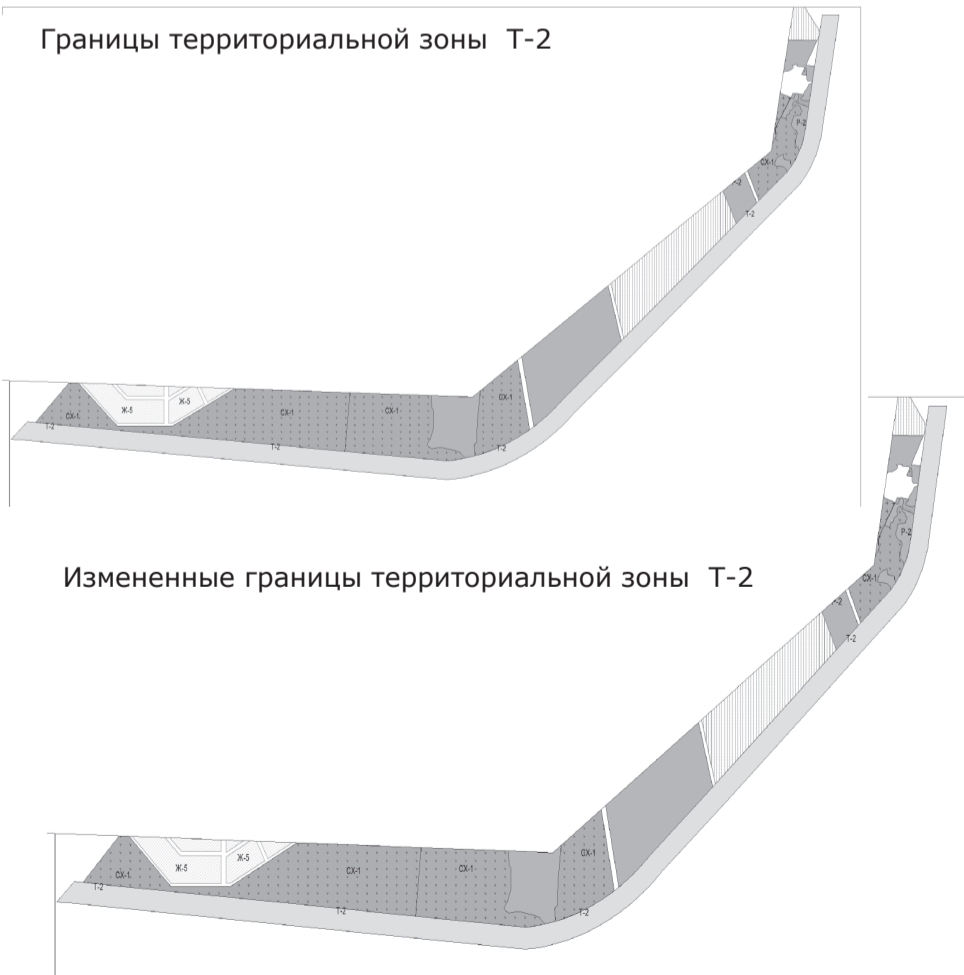 Границы территориальной зоны Т-2
Р-2
СХ-1
Т-2
СХ-1
СХ-1
СХ-1
Ж-5
Ж-5
СХ-1
Т-2
Т-2
Т-2
Измененные границы территориальной зоны Т-2
Р-2
СХ-1
Т-2
СХ-1
СХ-1
СХ-1
Ж-5
Ж-5
СХ-1
Т-2
Т-2
Т-2